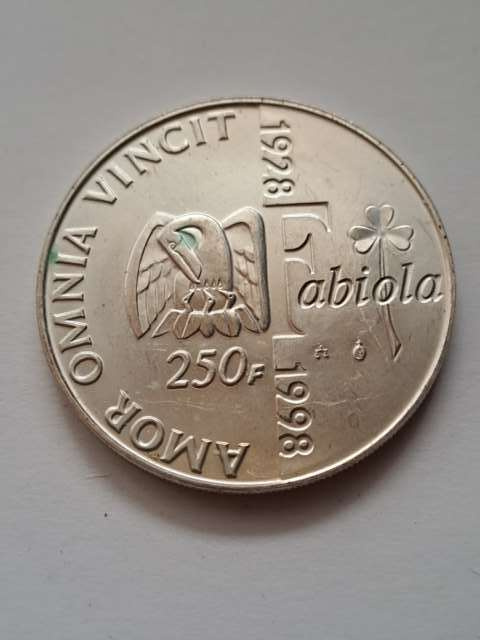 AMOR OMNIA VINCIT
1928
Fabiola
250F
1998